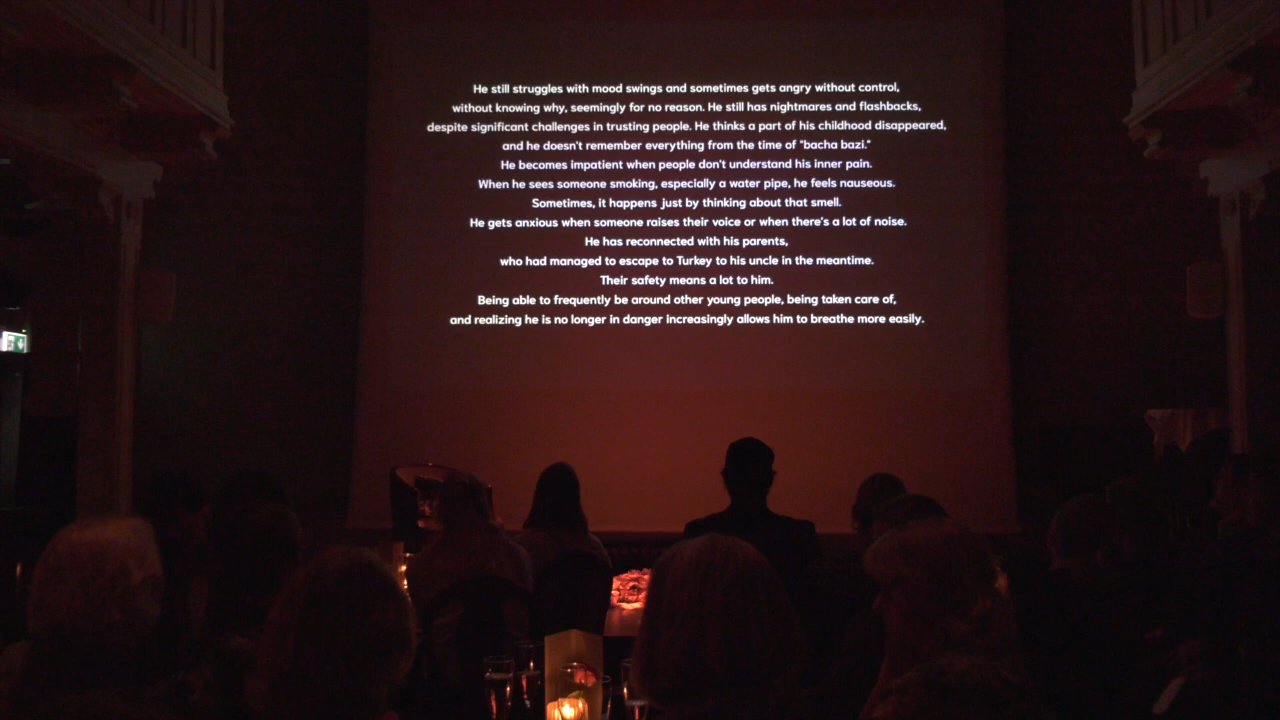 He still struggles with mood swings and sometimes gets angry without control,
without knowing why, seemingly for no reason. He still has nightmares and flashbacks,
despite significant challenges in trusting people. He thinks a part of his childhood disappeared,
and he doesn't remember everything from the time of "bacha bazi."
He becomes impatient when people don't understand his inner pain.
When he sees someone smoking, especially a water pipe, he feels nauseous.
Sometimes, it happens just by thinking about that smell.
He gets anxious when someone raises their voice or when there's a lot of noise.
He has reconnected with his parents,
who had managed to escape to Turkey to his uncle in the meantime.
Their safety means a lot to him.
Being able to frequently be around other young people, being taken care of,
and realizing he is no longer in danger increasingly allows him to breathe more easily.